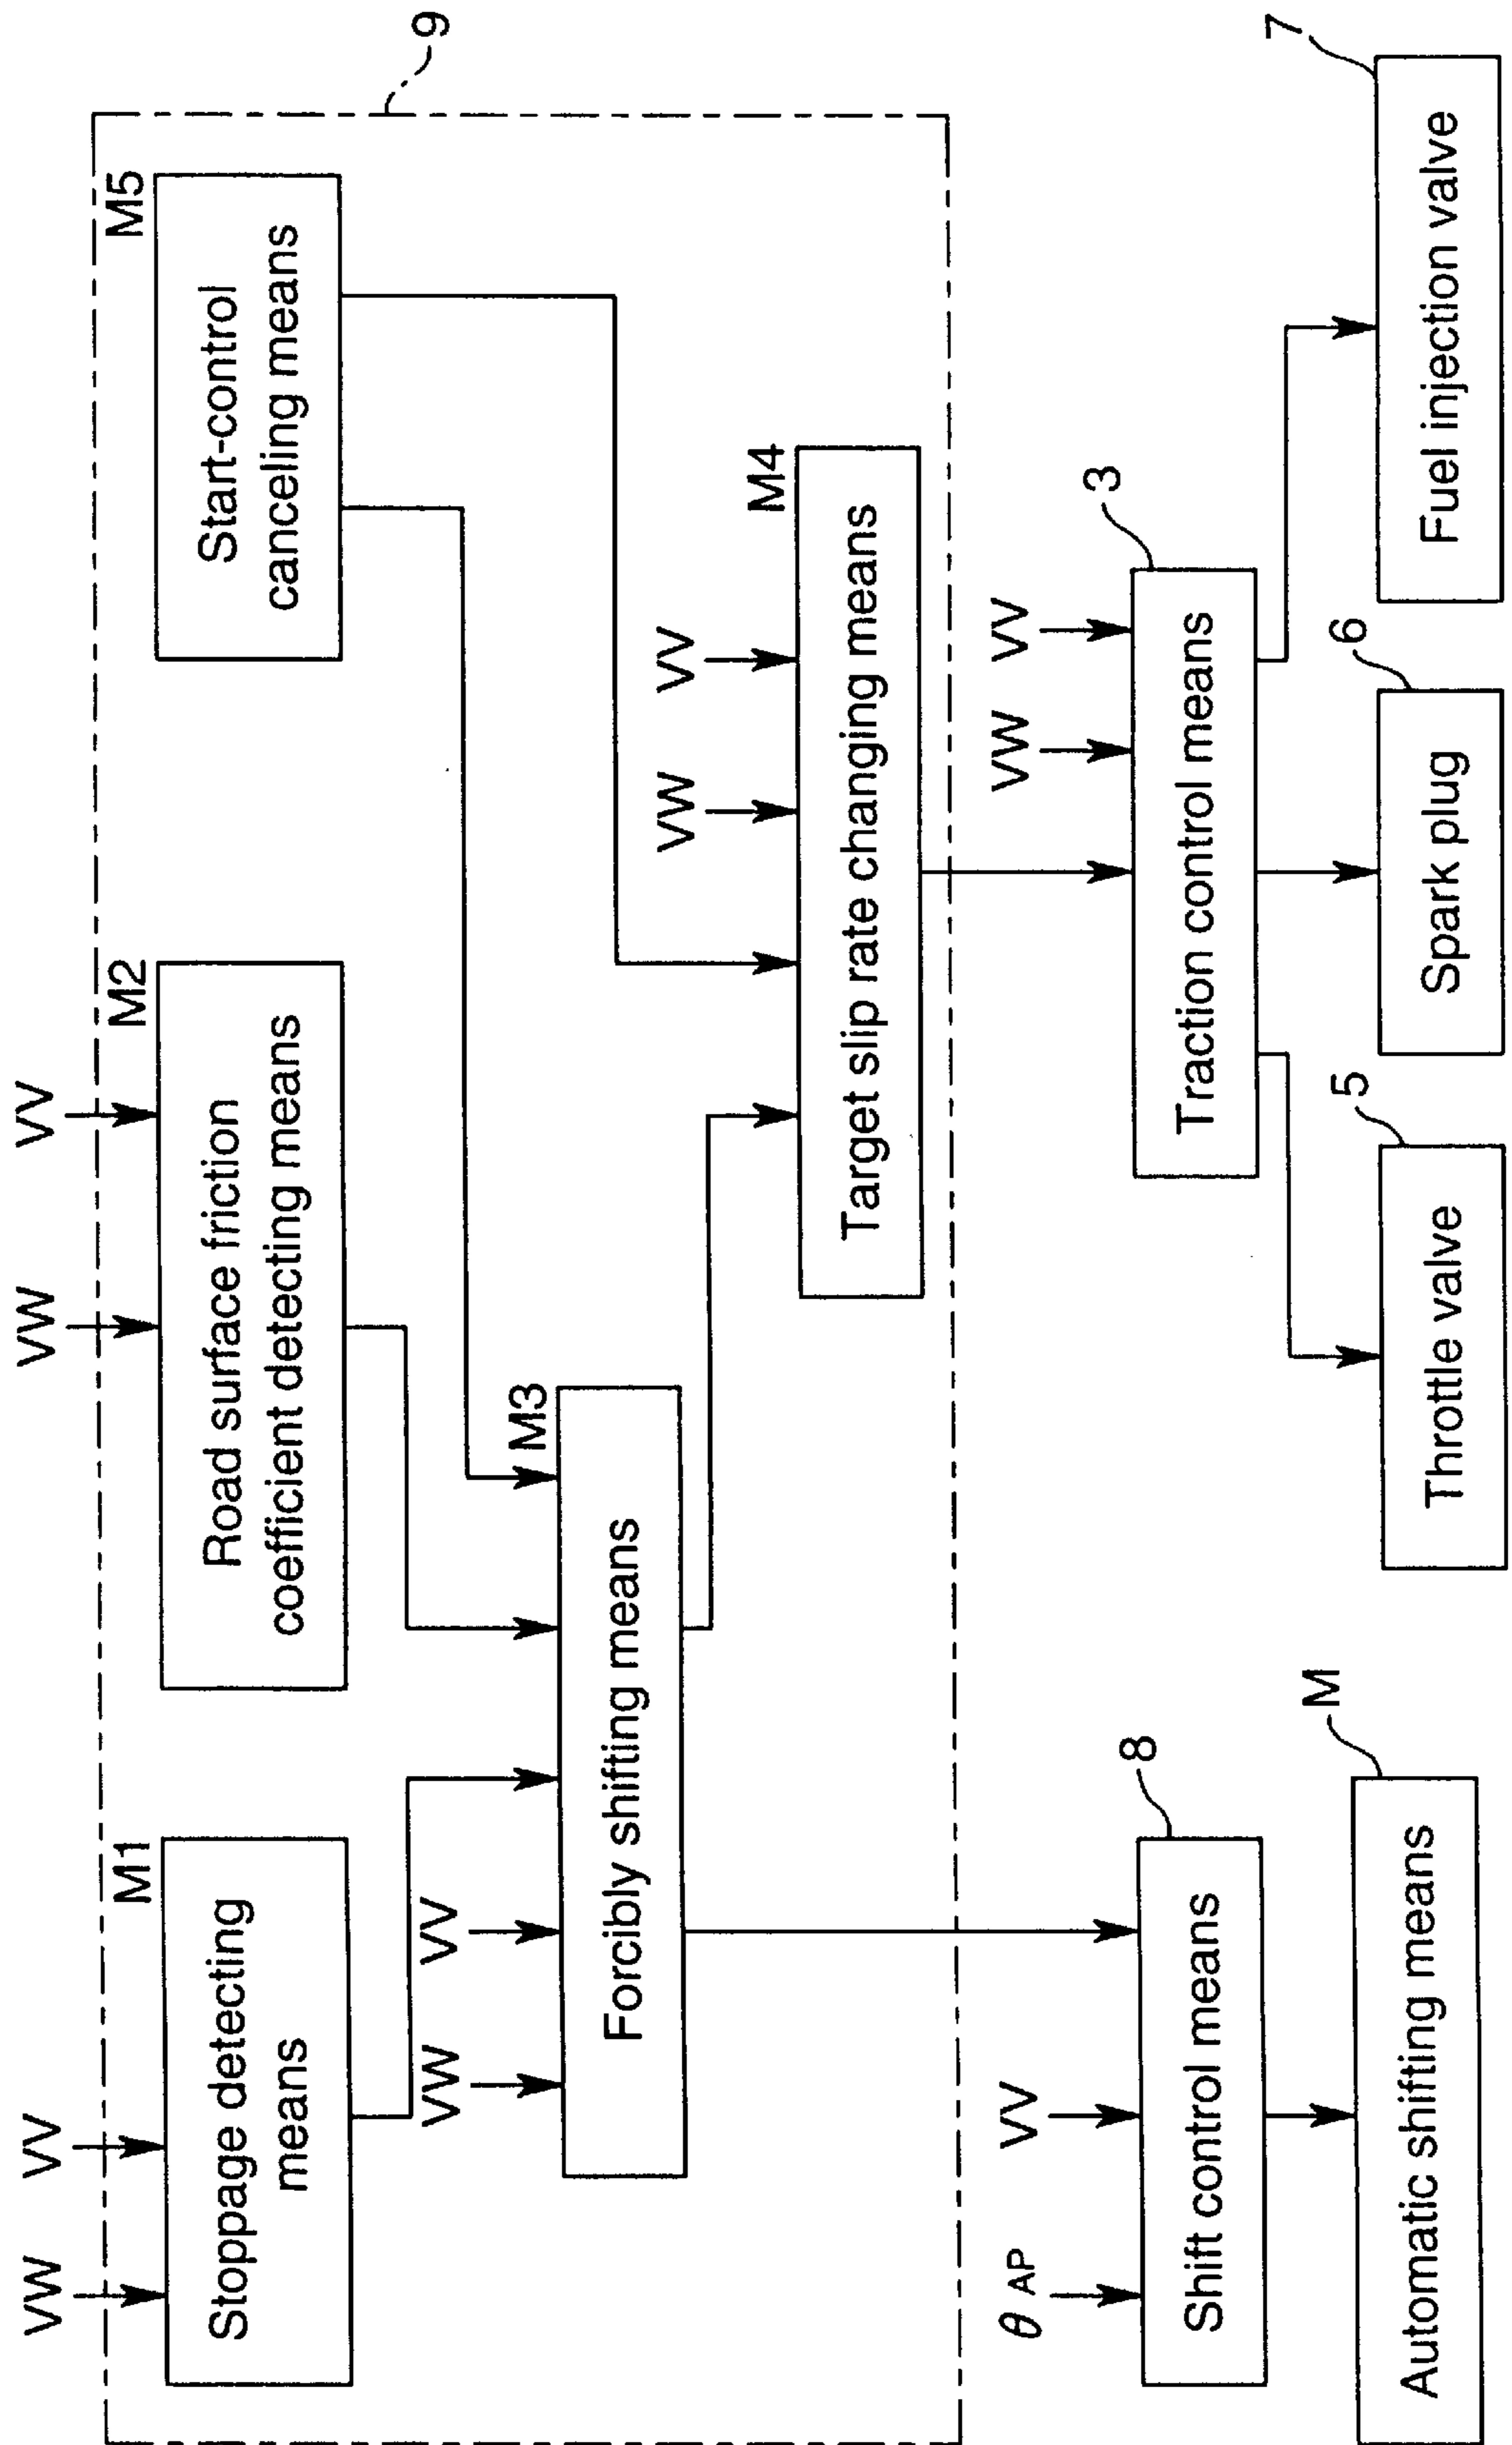 9
VW
VV
VW
VV
M1
M2
M5
Stoppage detecting
means
Road surface friction
coefficient detecting means
Start-control
canceling means
VW
VV
M3
Forcibly shifting means
VW
VV
M4
Target slip rate changing means
θ AP
VV
8
Shift control means
VW
VV
3
Traction control means
M
Automatic shifting means
5
Throttle valve
6
Spark plug
7
Fuel injection valve